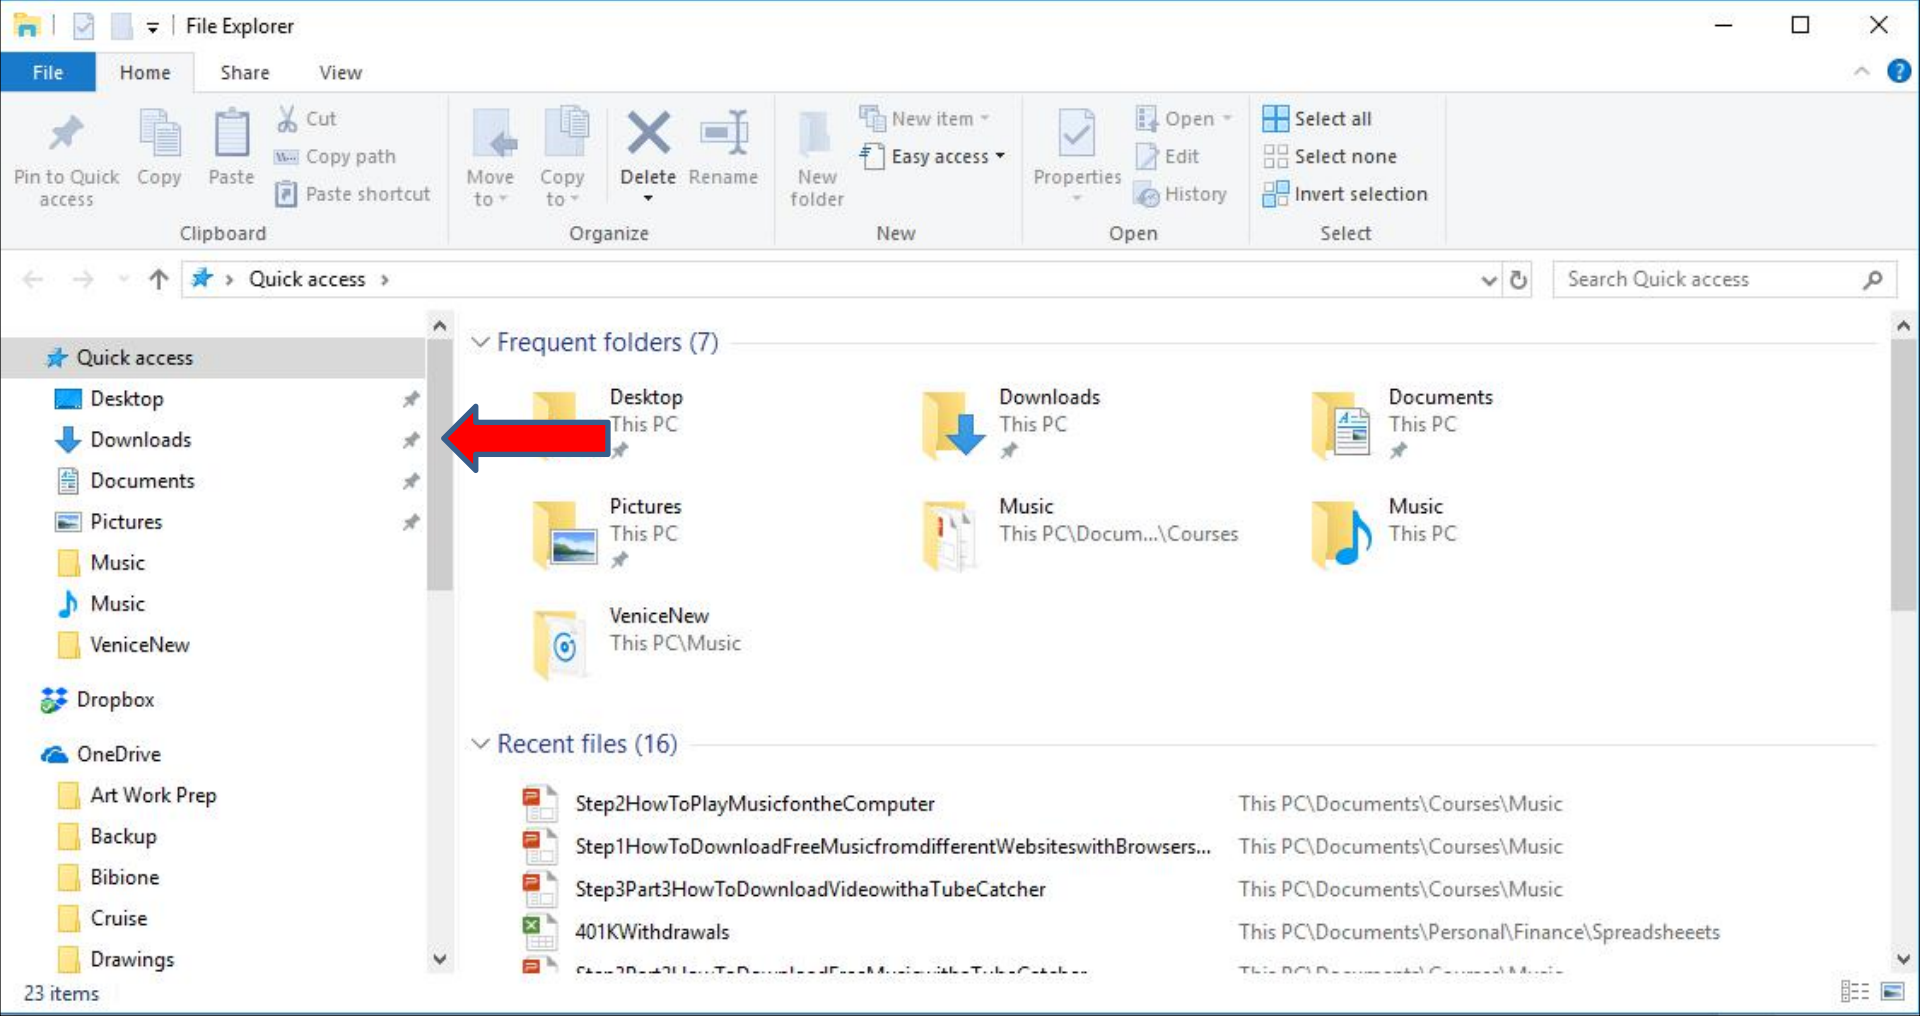 File Explorer
File
Home
Share
View
?
Pin to Quick
access
Copy
Paste
Cut
Copy path
Paste shortcut
Clipboard
Move
to
Copy
to
Delete
Rename
Organize
New
folder
New item
Easy access
New
Properties
Open
Edit
History
Open
Select all
Select none
Invert selection
Select
Quick access
Search Quick access
Quick access
Desktop
Downloads
Documents
Pictures
Music
Music
VeniceNew
Dropbox
OneDrive
Art Work Prep
Backup
Bibione
Cruise
Drawings
Frequent folders (7)
Desktop
This PC
Downloads
This PC
Documents
This PC
Pictures
This PC
Music
This PC\Docum...\Courses
Music
This PC
VeniceNew
This PC\Music
Recent files (16)
Step2HowToPlayMusicfontheComputer This PC\Documents\Courses\Music
Step1HowToDownloadFreeMusicfromdifferentWebsiteswithBrowsers... This PC\Documents\Courses\Music
Step3Part3HowToDownloadVideowithaTubeCatcher This PC\Documents\Courses\Music
401KWithdrawals This PC\Documents\Personal\Finance\Spreadsheeets
This PC\Documents\Courses\Music
23 items